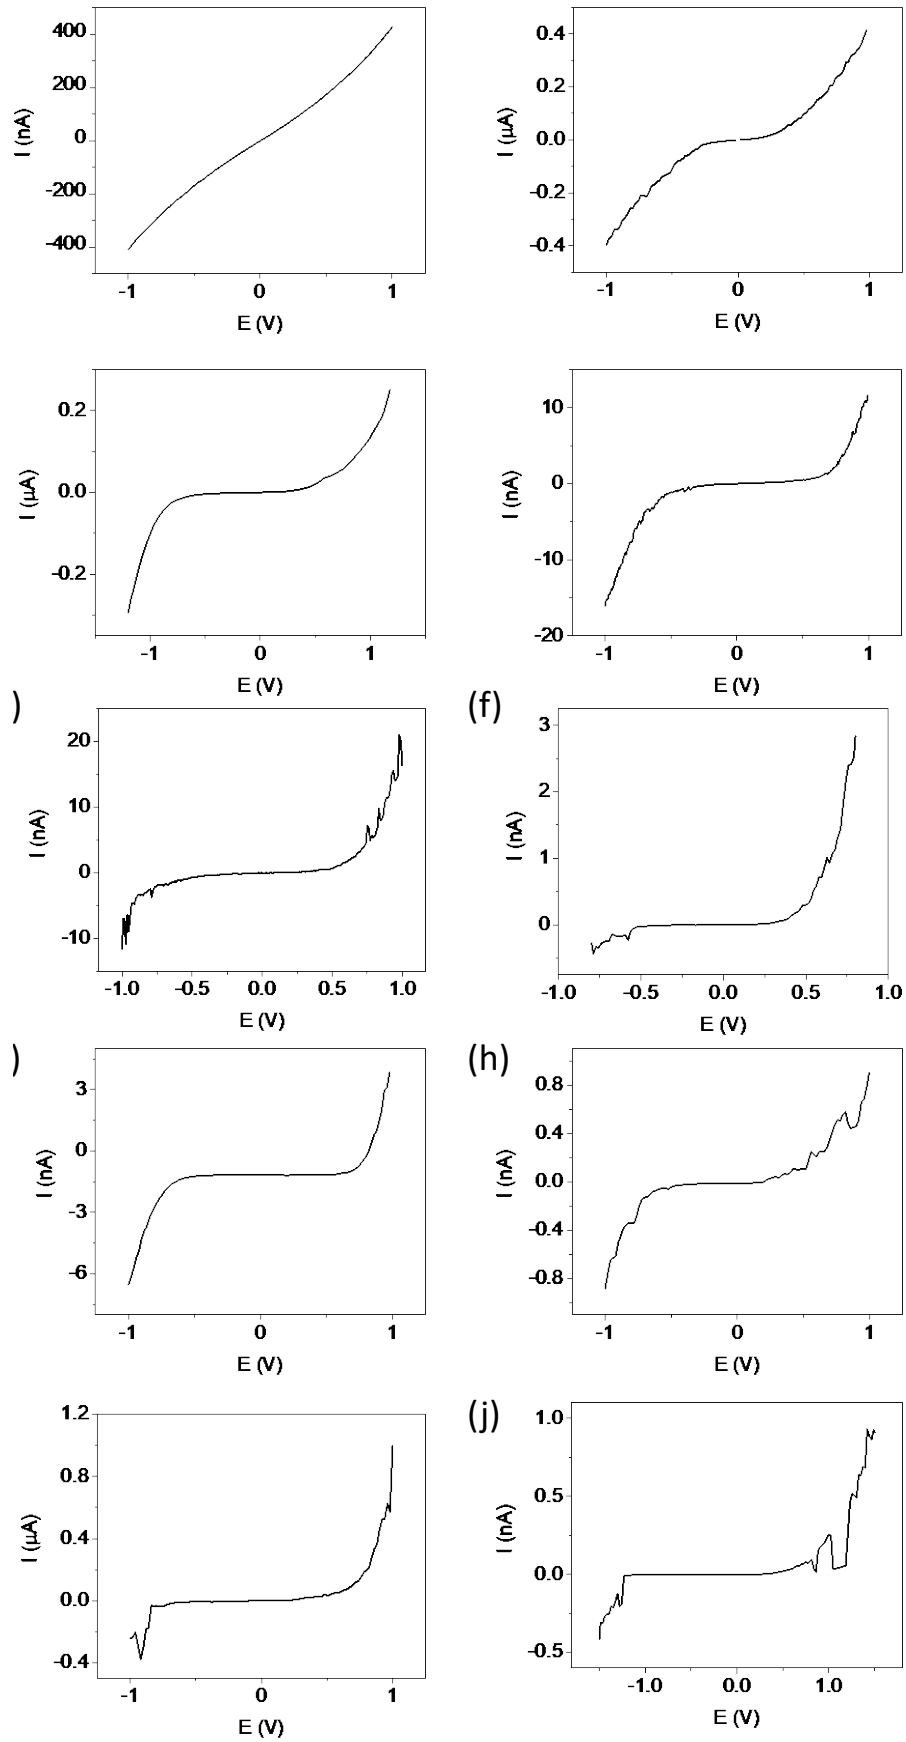 400
200
0
-200
-400
I (nA)
-1 0 1
E (V)
0.4
0.2
0.0
-0.2
-0.4
I (µA)
-1 0 1
E (V)
0.2
0.0
-0.2
I (µA)
-1 0 1
E (V)
10
0
-10
-20
I (nA)
-1 0 1
E (V)
)
20
10
0
-10
I (nA)
-1.0 -0.5 0.0 0.5 1.0
E (V)
(f)
3
2
1
0
I (nA)
-1.0 -0.5 0.0 0.5 1.0
E (V)
)
3
0
-3
-6
I (nA)
-1 0 1
E (V)
(h)
0.8
0.4
0.0
-0.4
-0.8
I (nA)
-1 0 1
E (V)
1.2
0.8
0.4
0.0
-0.4
I (µA)
-1 0 1
E (V)
(j)
1.0
0.5
0.0
-0.5
I (nA)
-1.0 0.0 1.0
E (V)